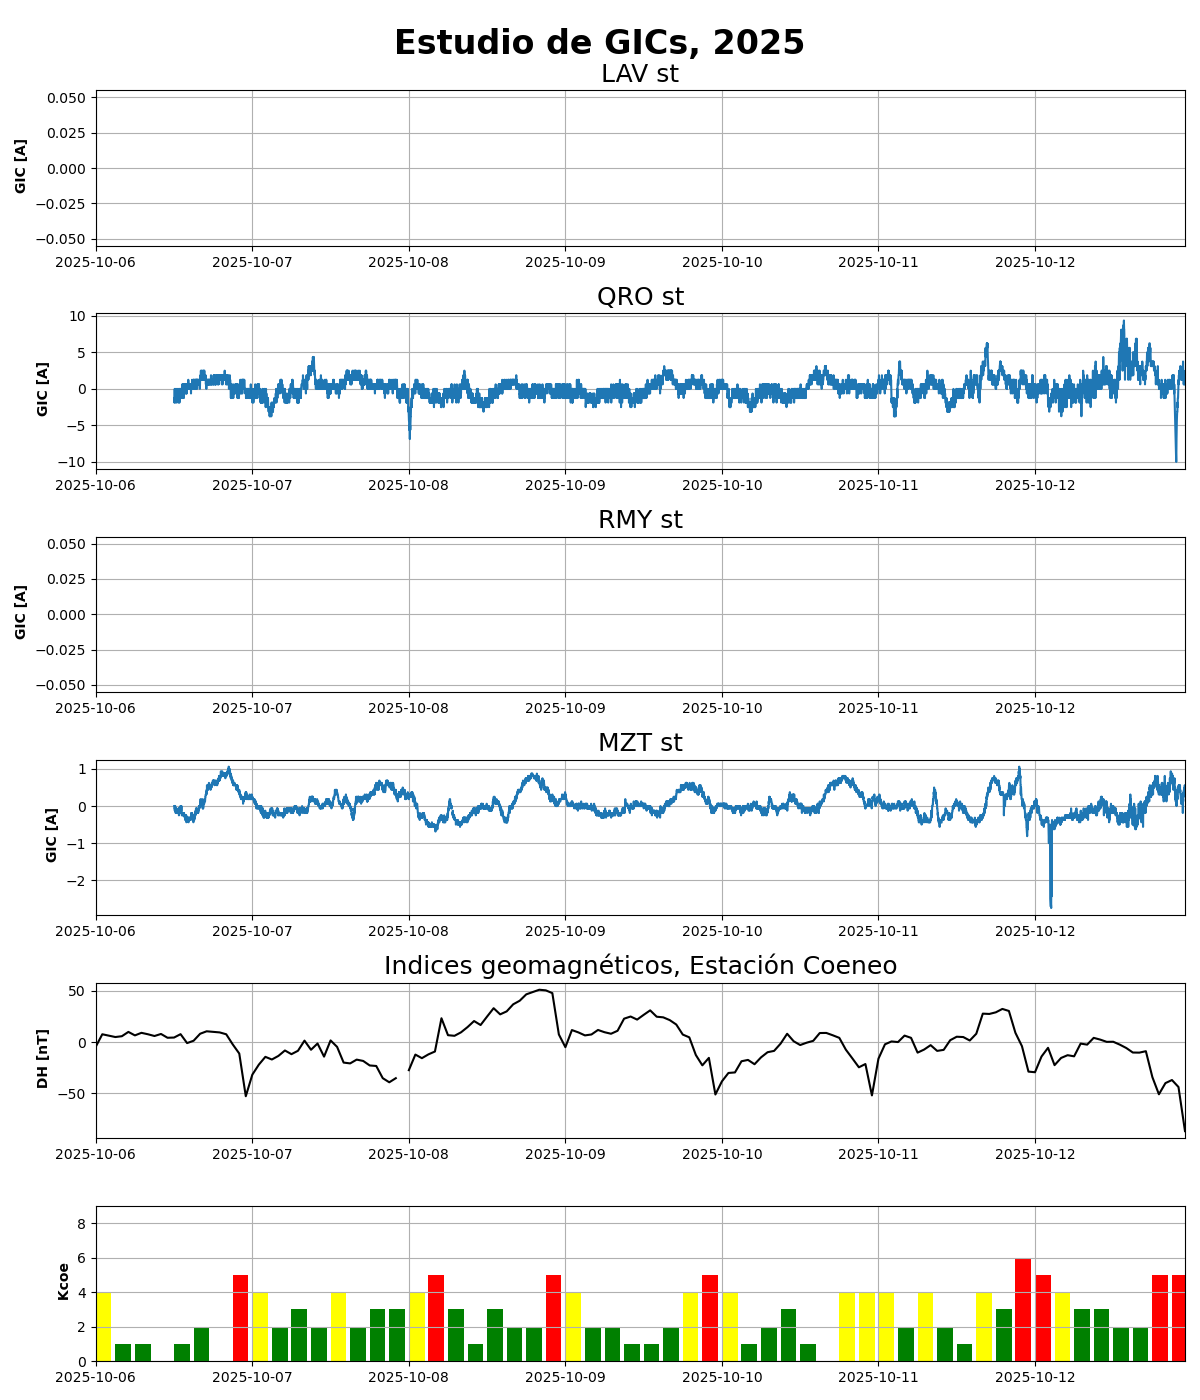 Estudio de GICs, 2025
LAV st
GIC [A]
0.050
0.025
0.000
−0.025
−0.050
2025-10-06 2025-10-07 2025-10-08 2025-10-09 2025-10-10 2025-10-11 2025-10-12
QRO st
GIC [A]
10
5
0
−5
−10
2025-10-06 2025-10-07 2025-10-08 2025-10-09 2025-10-10 2025-10-11 2025-10-12
RMY st
GIC [A]
0.050
0.025
0.000
−0.025
−0.050
2025-10-06 2025-10-07 2025-10-08 2025-10-09 2025-10-10 2025-10-11 2025-10-12
MZT st
GIC [A]
1
0
−1
−2
2025-10-06 2025-10-07 2025-10-08 2025-10-09 2025-10-10 2025-10-11 2025-10-12
Indices geomagnéticos, Estación Coeneo
DH [nT]
50
0
−50
2025-10-06 2025-10-07 2025-10-08 2025-10-09 2025-10-10 2025-10-11 2025-10-12
Kcoe
8
6
4
2
0
2025-10-06 2025-10-07 2025-10-08 2025-10-09 2025-10-10 2025-10-11 2025-10-12